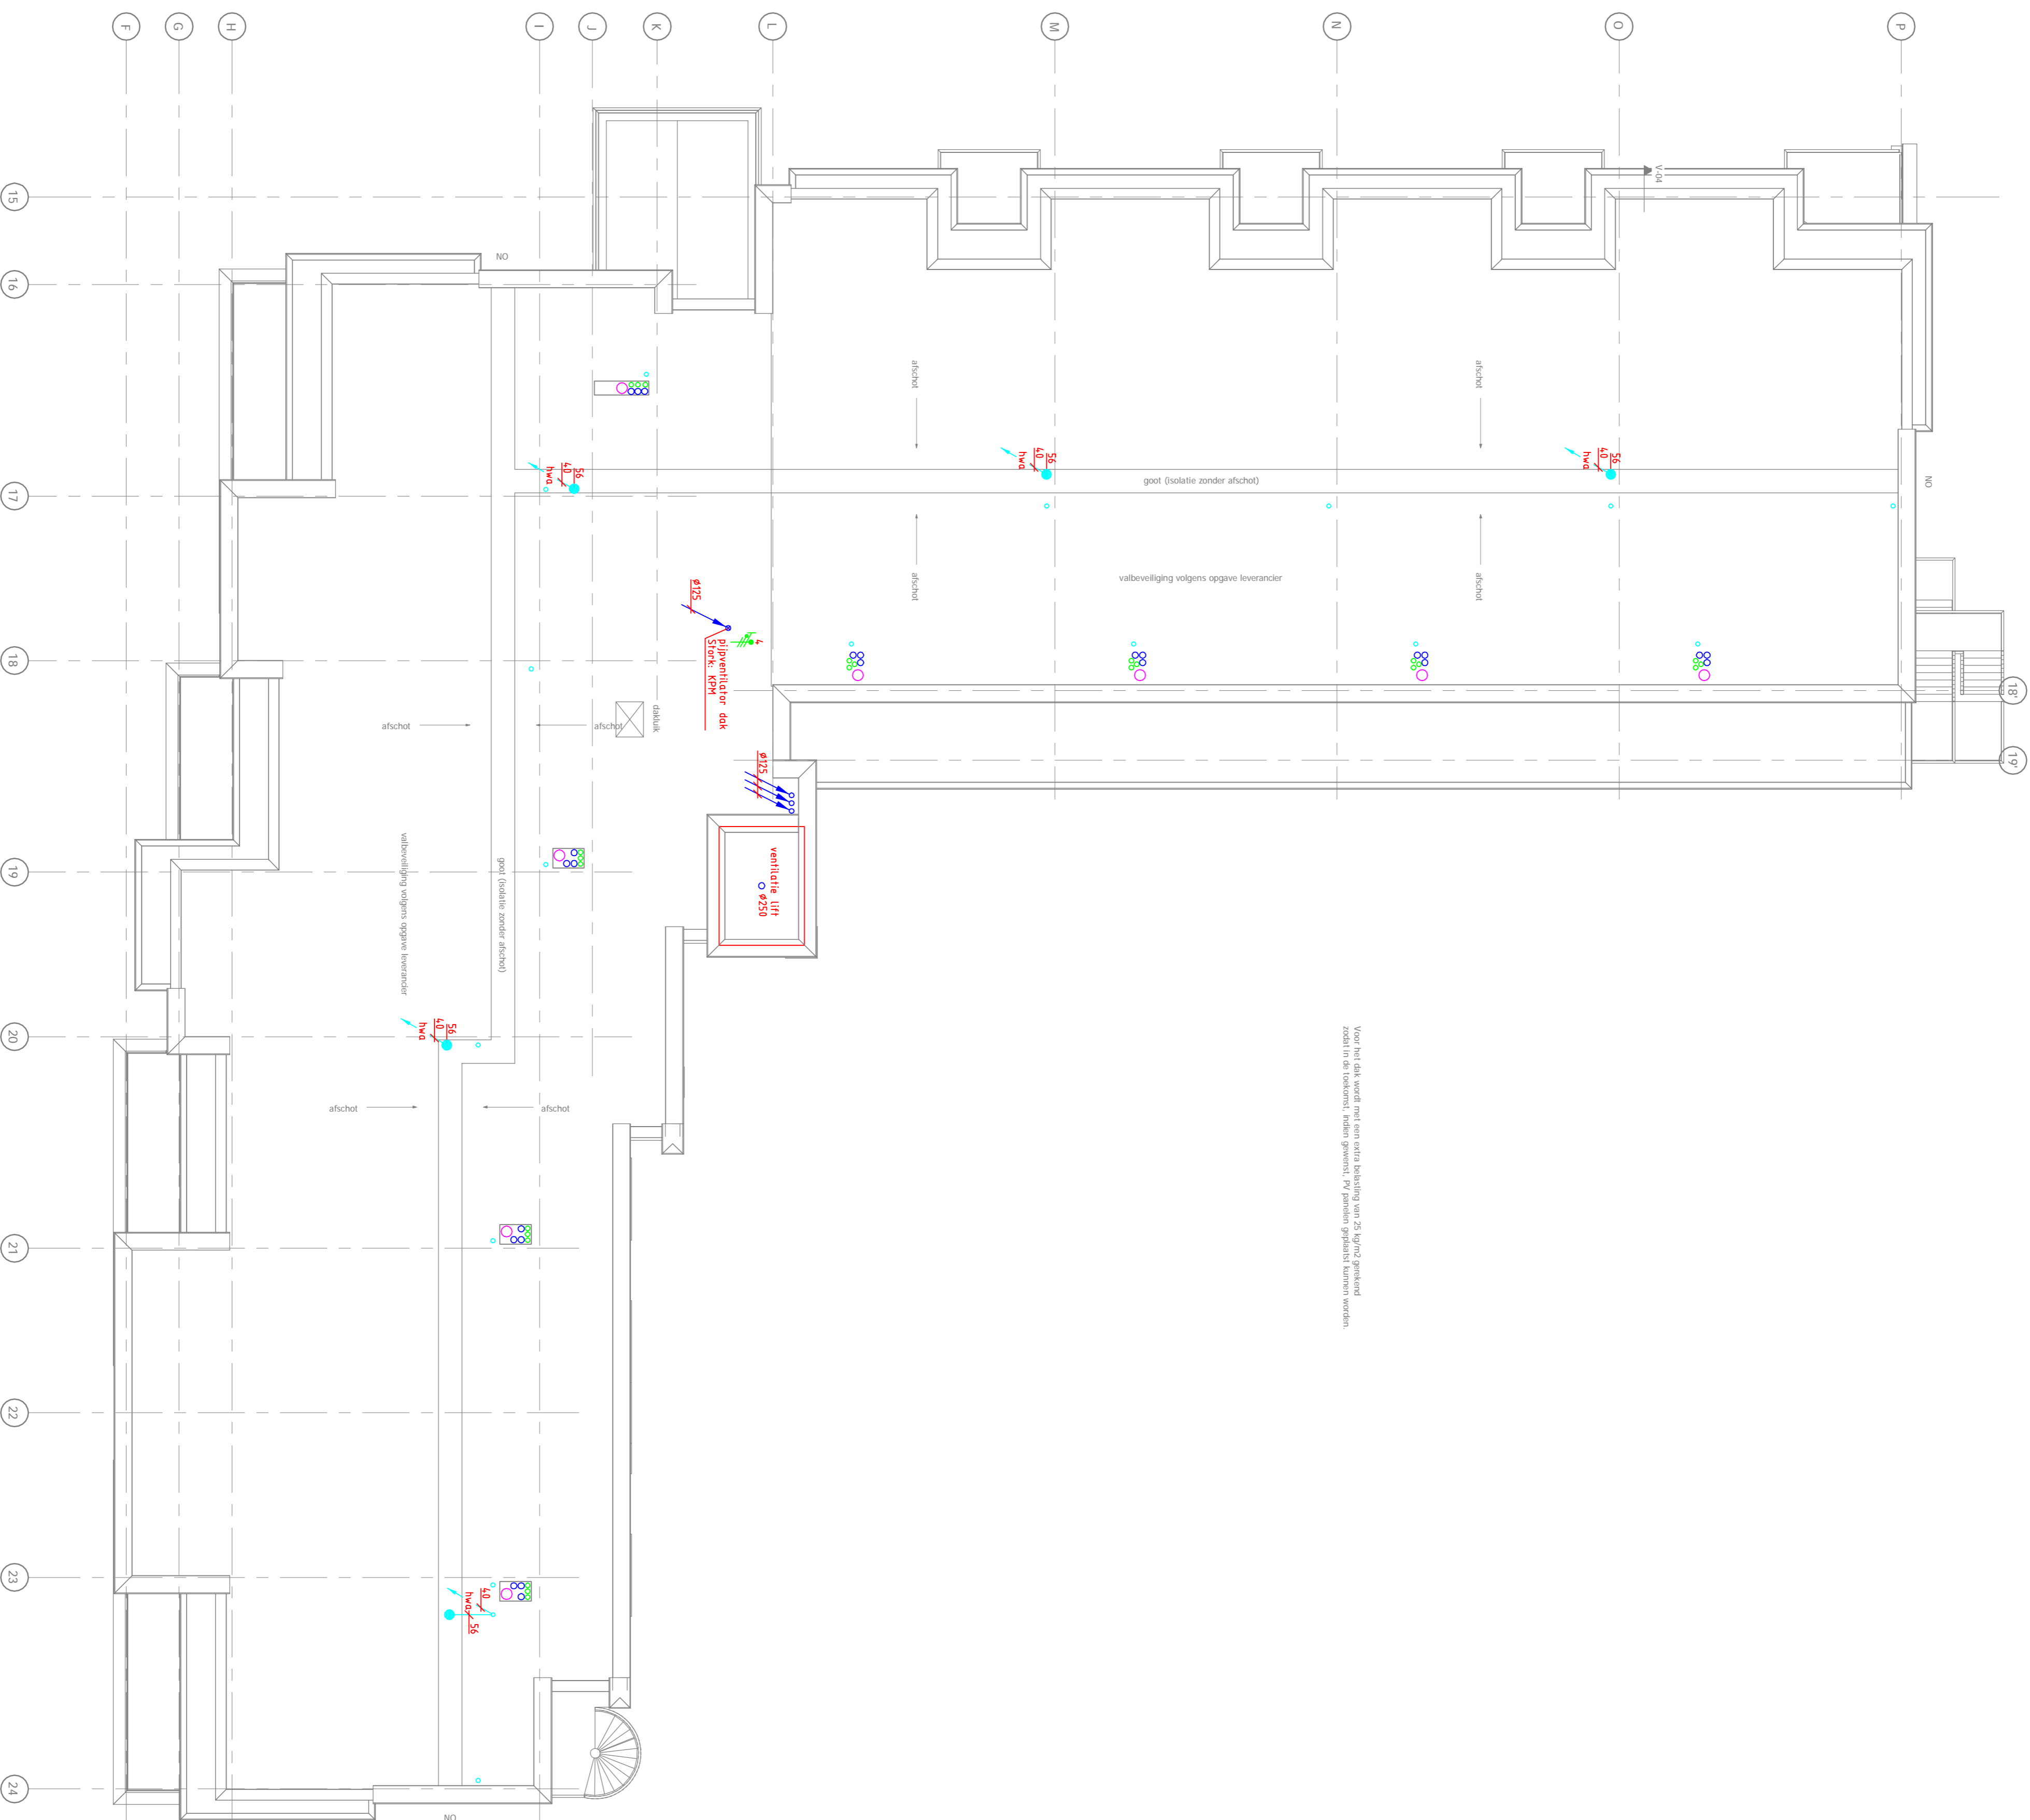 F
G
H
I
J
K
L
M
N
O
P
15
16
17
18
19
20
21
22
23
24
18'
19'
V-04
NO
NO
NO
afschot
afschot
afschot
afschot
56
40
hwa
56
40
hwa
56
40
hwa
goot (isolatie zonder afschot)
valbeveiliging volgens opgave leverancier
ø125
4
pijpventilator dak
Stork: KPM
dakluik
afschot
afschot
ø125
ventilatie lift
ø250
valbeveiliging volgens opgave leverancier
goot (isolatie zonder afschot)
56
40
hwa
afschot
afschot
Voor het dak wordt met een extra belasting van 25 kg/m2 gerekend
zodat in de toekomst, indien gewenst, PV panelen geplaatst kunnen worden.
40
hwa
56